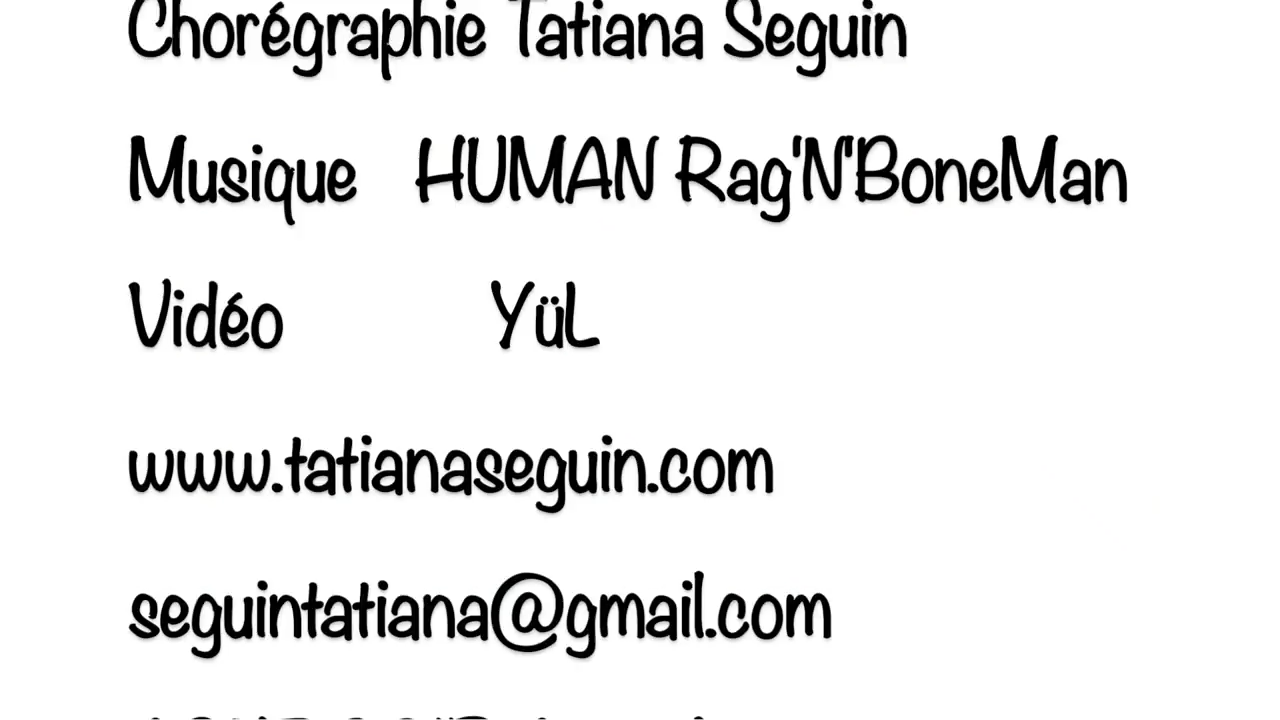 Chorégraphie Tatiana Seguin
Musique HUMAN Rag'N'BoneMan
Vidéo YüL
www.tatianaseguin.com
seguintatiana@gmail.com